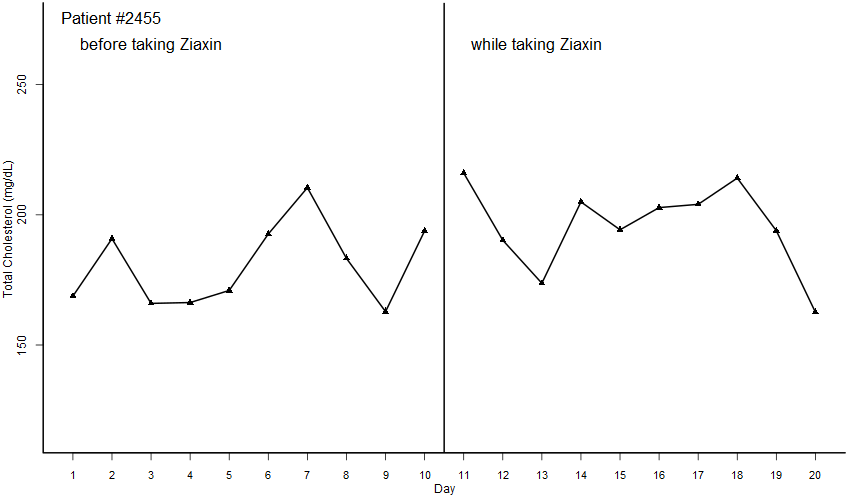 Patient #2455
before taking Ziaxin
while taking Ziaxin
Total Cholesterol (mg/dL)
250
200
150
1 2 3 4 5 6 7 8 9 10 11 12 13 14 15 16 17 18 19 20
Day